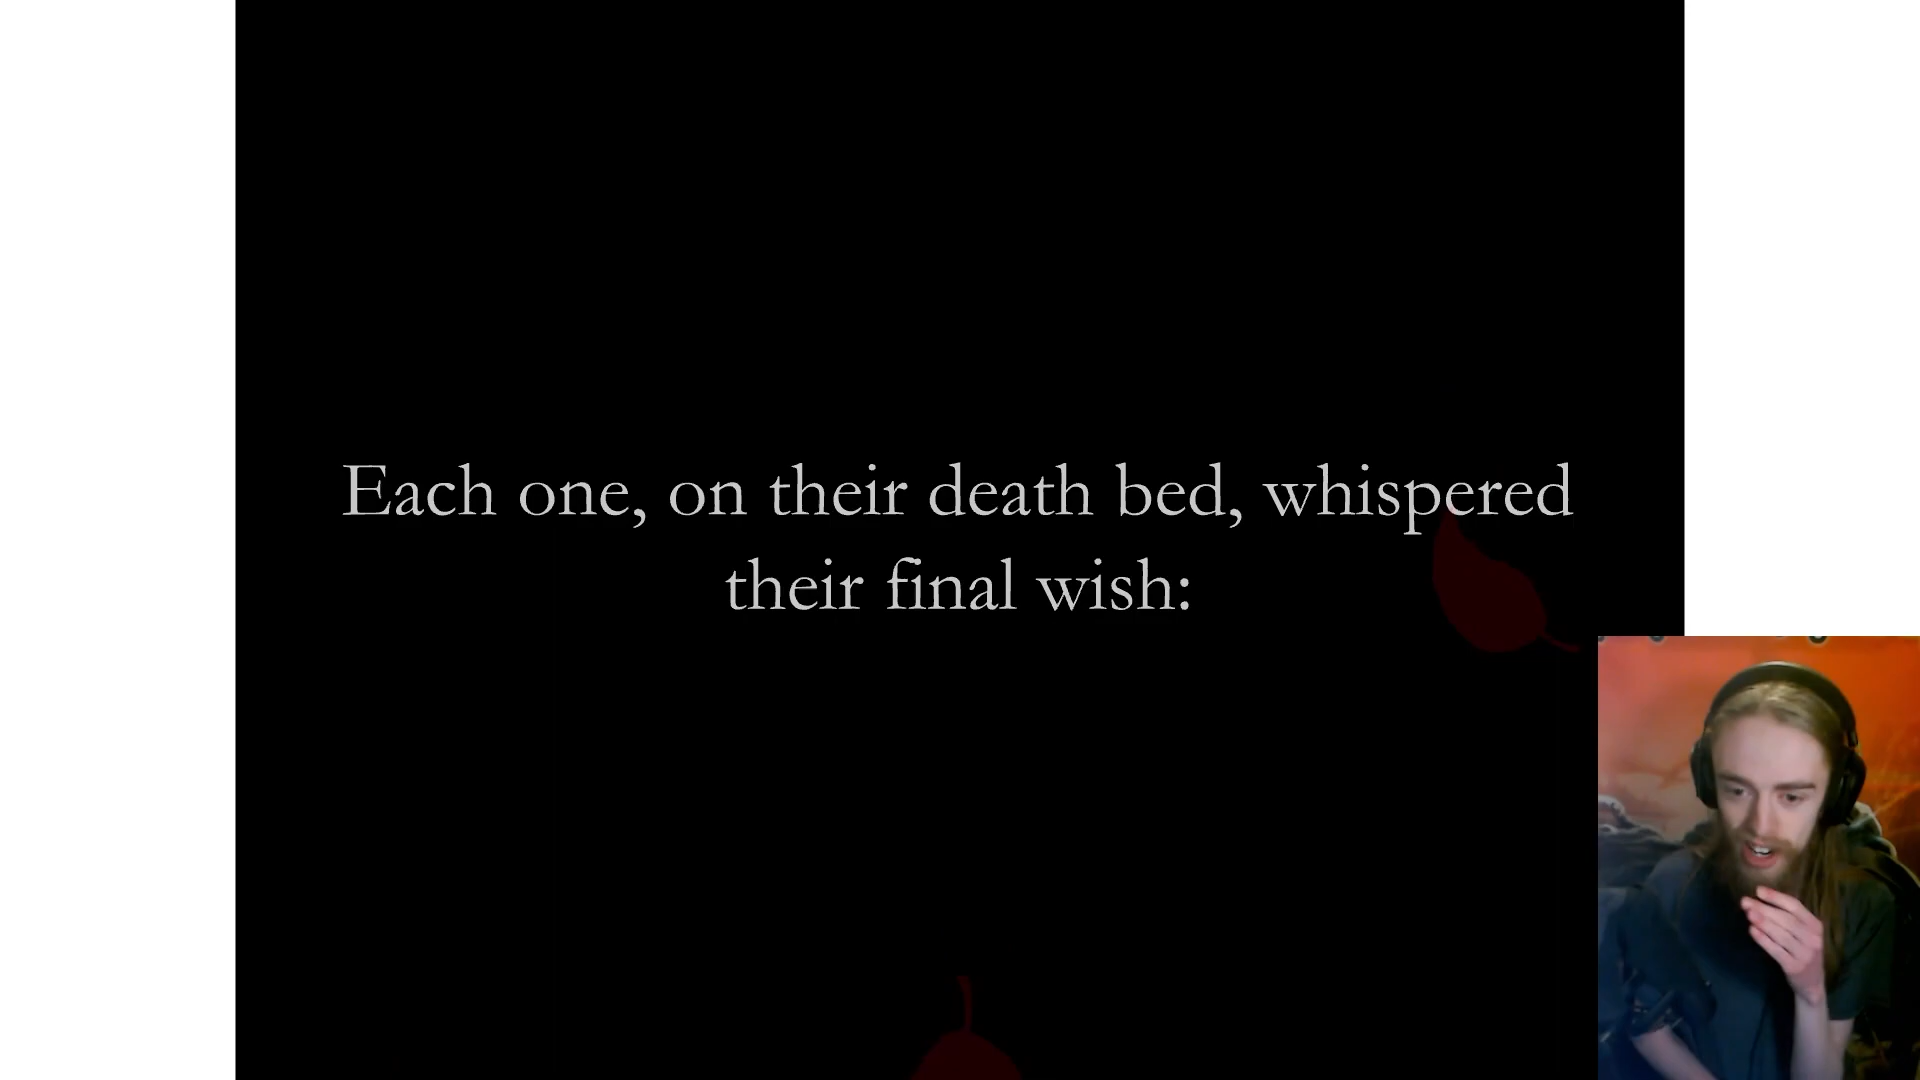 Each one, on their death bed, whispered
their final wish: